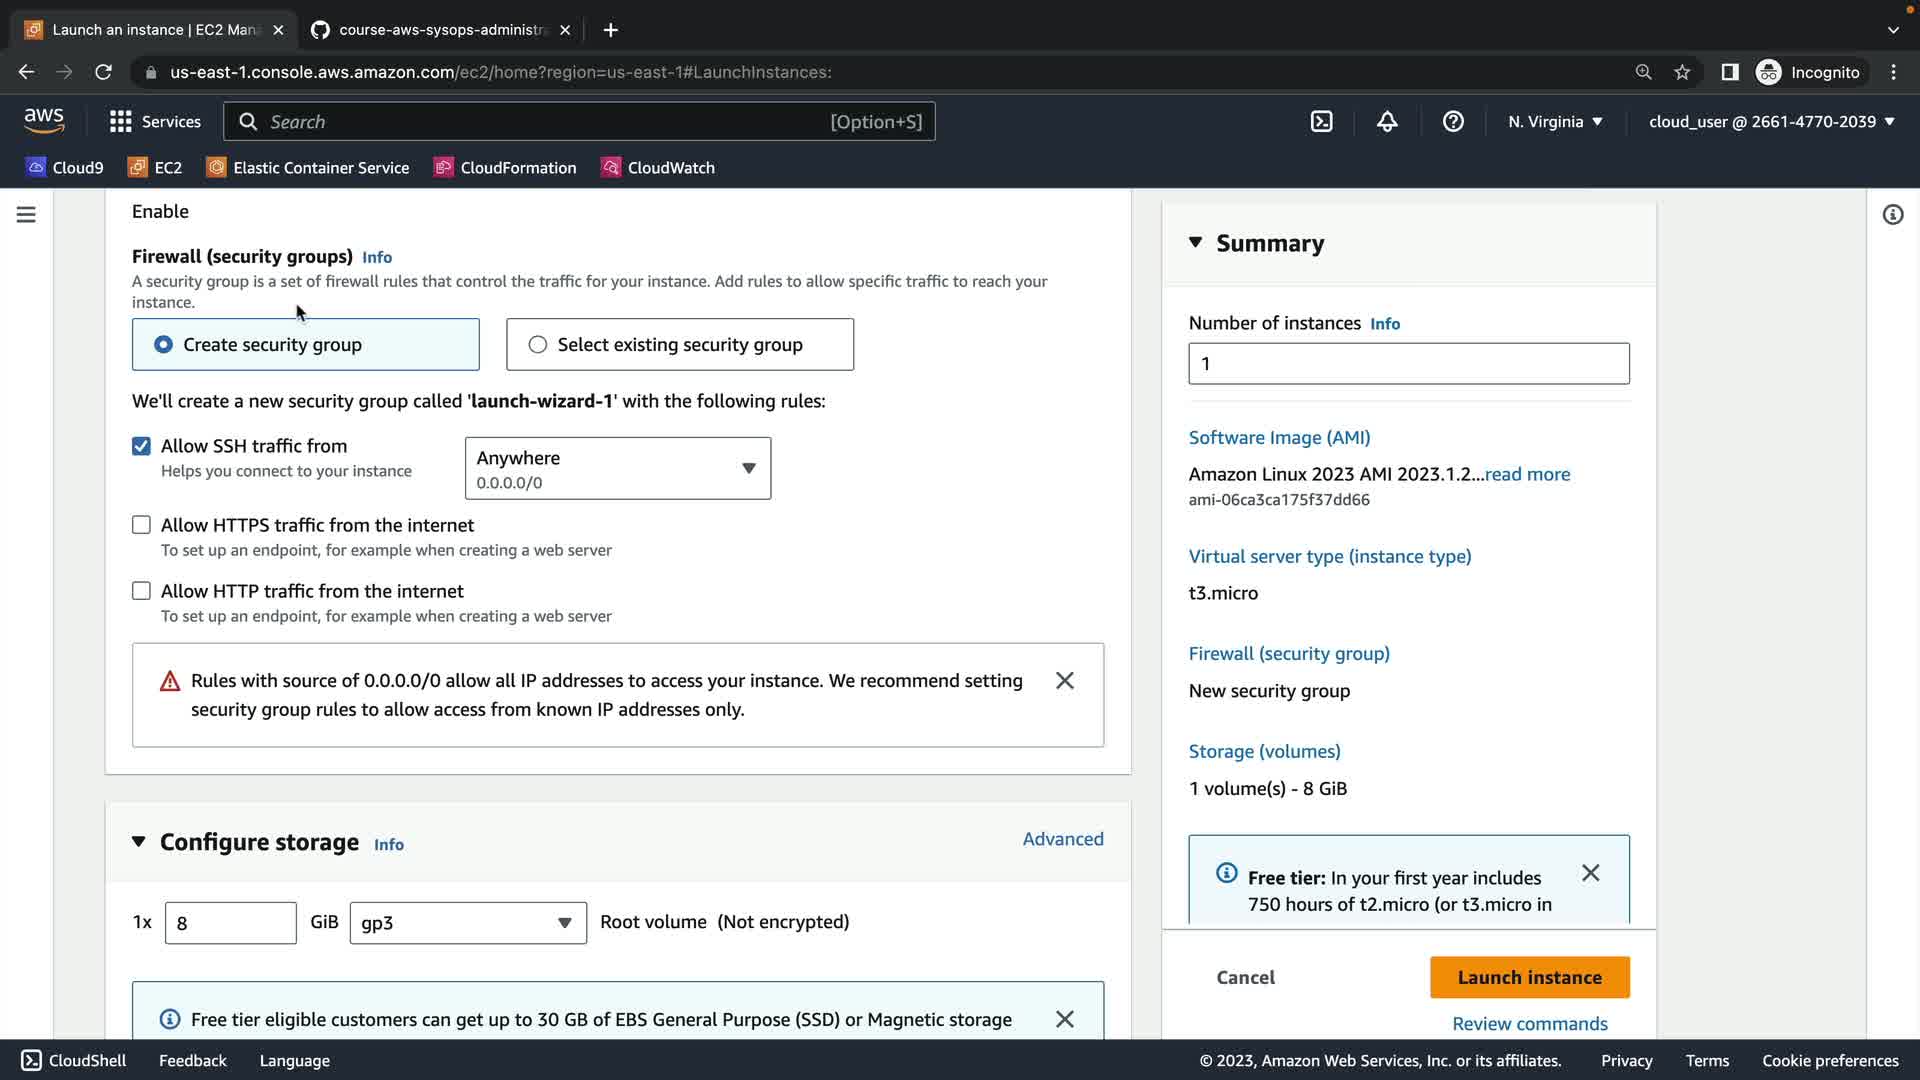 Launch an instance | EC2 Man
course-aws-sysops-administr
us-east-1.console.aws.amazon.com/ec2/home?region=us-east-1#LaunchInstances:
Incognito
aws
Services
Search
[Option+S]
N. Virginia
cloud_user @ 2661-4770-2039
Cloud9
EC2
Elastic Container Service
CloudFormation
CloudWatch
Enable
Firewall (security groups) Info
A security group is a set of firewall rules that control the traffic for your instance. Add rules to allow specific traffic to reach your
instance.
Create security group
Select existing security group
We'll create a new security group called 'launch-wizard-1' with the following rules:
Allow SSH traffic from
Helps you connect to your instance
Anywhere
0.0.0.0/0
Allow HTTPS traffic from the internet
To set up an endpoint, for example when creating a web server
Allow HTTP traffic from the internet
To set up an endpoint, for example when creating a web server
Rules with source of 0.0.0.0/0 allow all IP addresses to access your instance. We recommend setting
security group rules to allow access from known IP addresses only.
Configure storage Info
Advanced
1x 8 GiB gp3 Root volume (Not encrypted)
Free tier eligible customers can get up to 30 GB of EBS General Purpose (SSD) or Magnetic storage
Summary
Number of instances Info
1
Software Image (AMI)
Amazon Linux 2023 AMI 2023.1.2...read more
ami-06ca3ca175f37dd66
Virtual server type (instance type)
t3.micro
Firewall (security group)
New security group
Storage (volumes)
1 volume(s) - 8 GiB
Free tier: In your first year includes
750 hours of t2.micro (or t3.micro in
Cancel
Launch instance
Review commands
CloudShell
Feedback
Language
© 2023, Amazon Web Services, Inc. or its affiliates.
Privacy
Terms
Cookie preferences